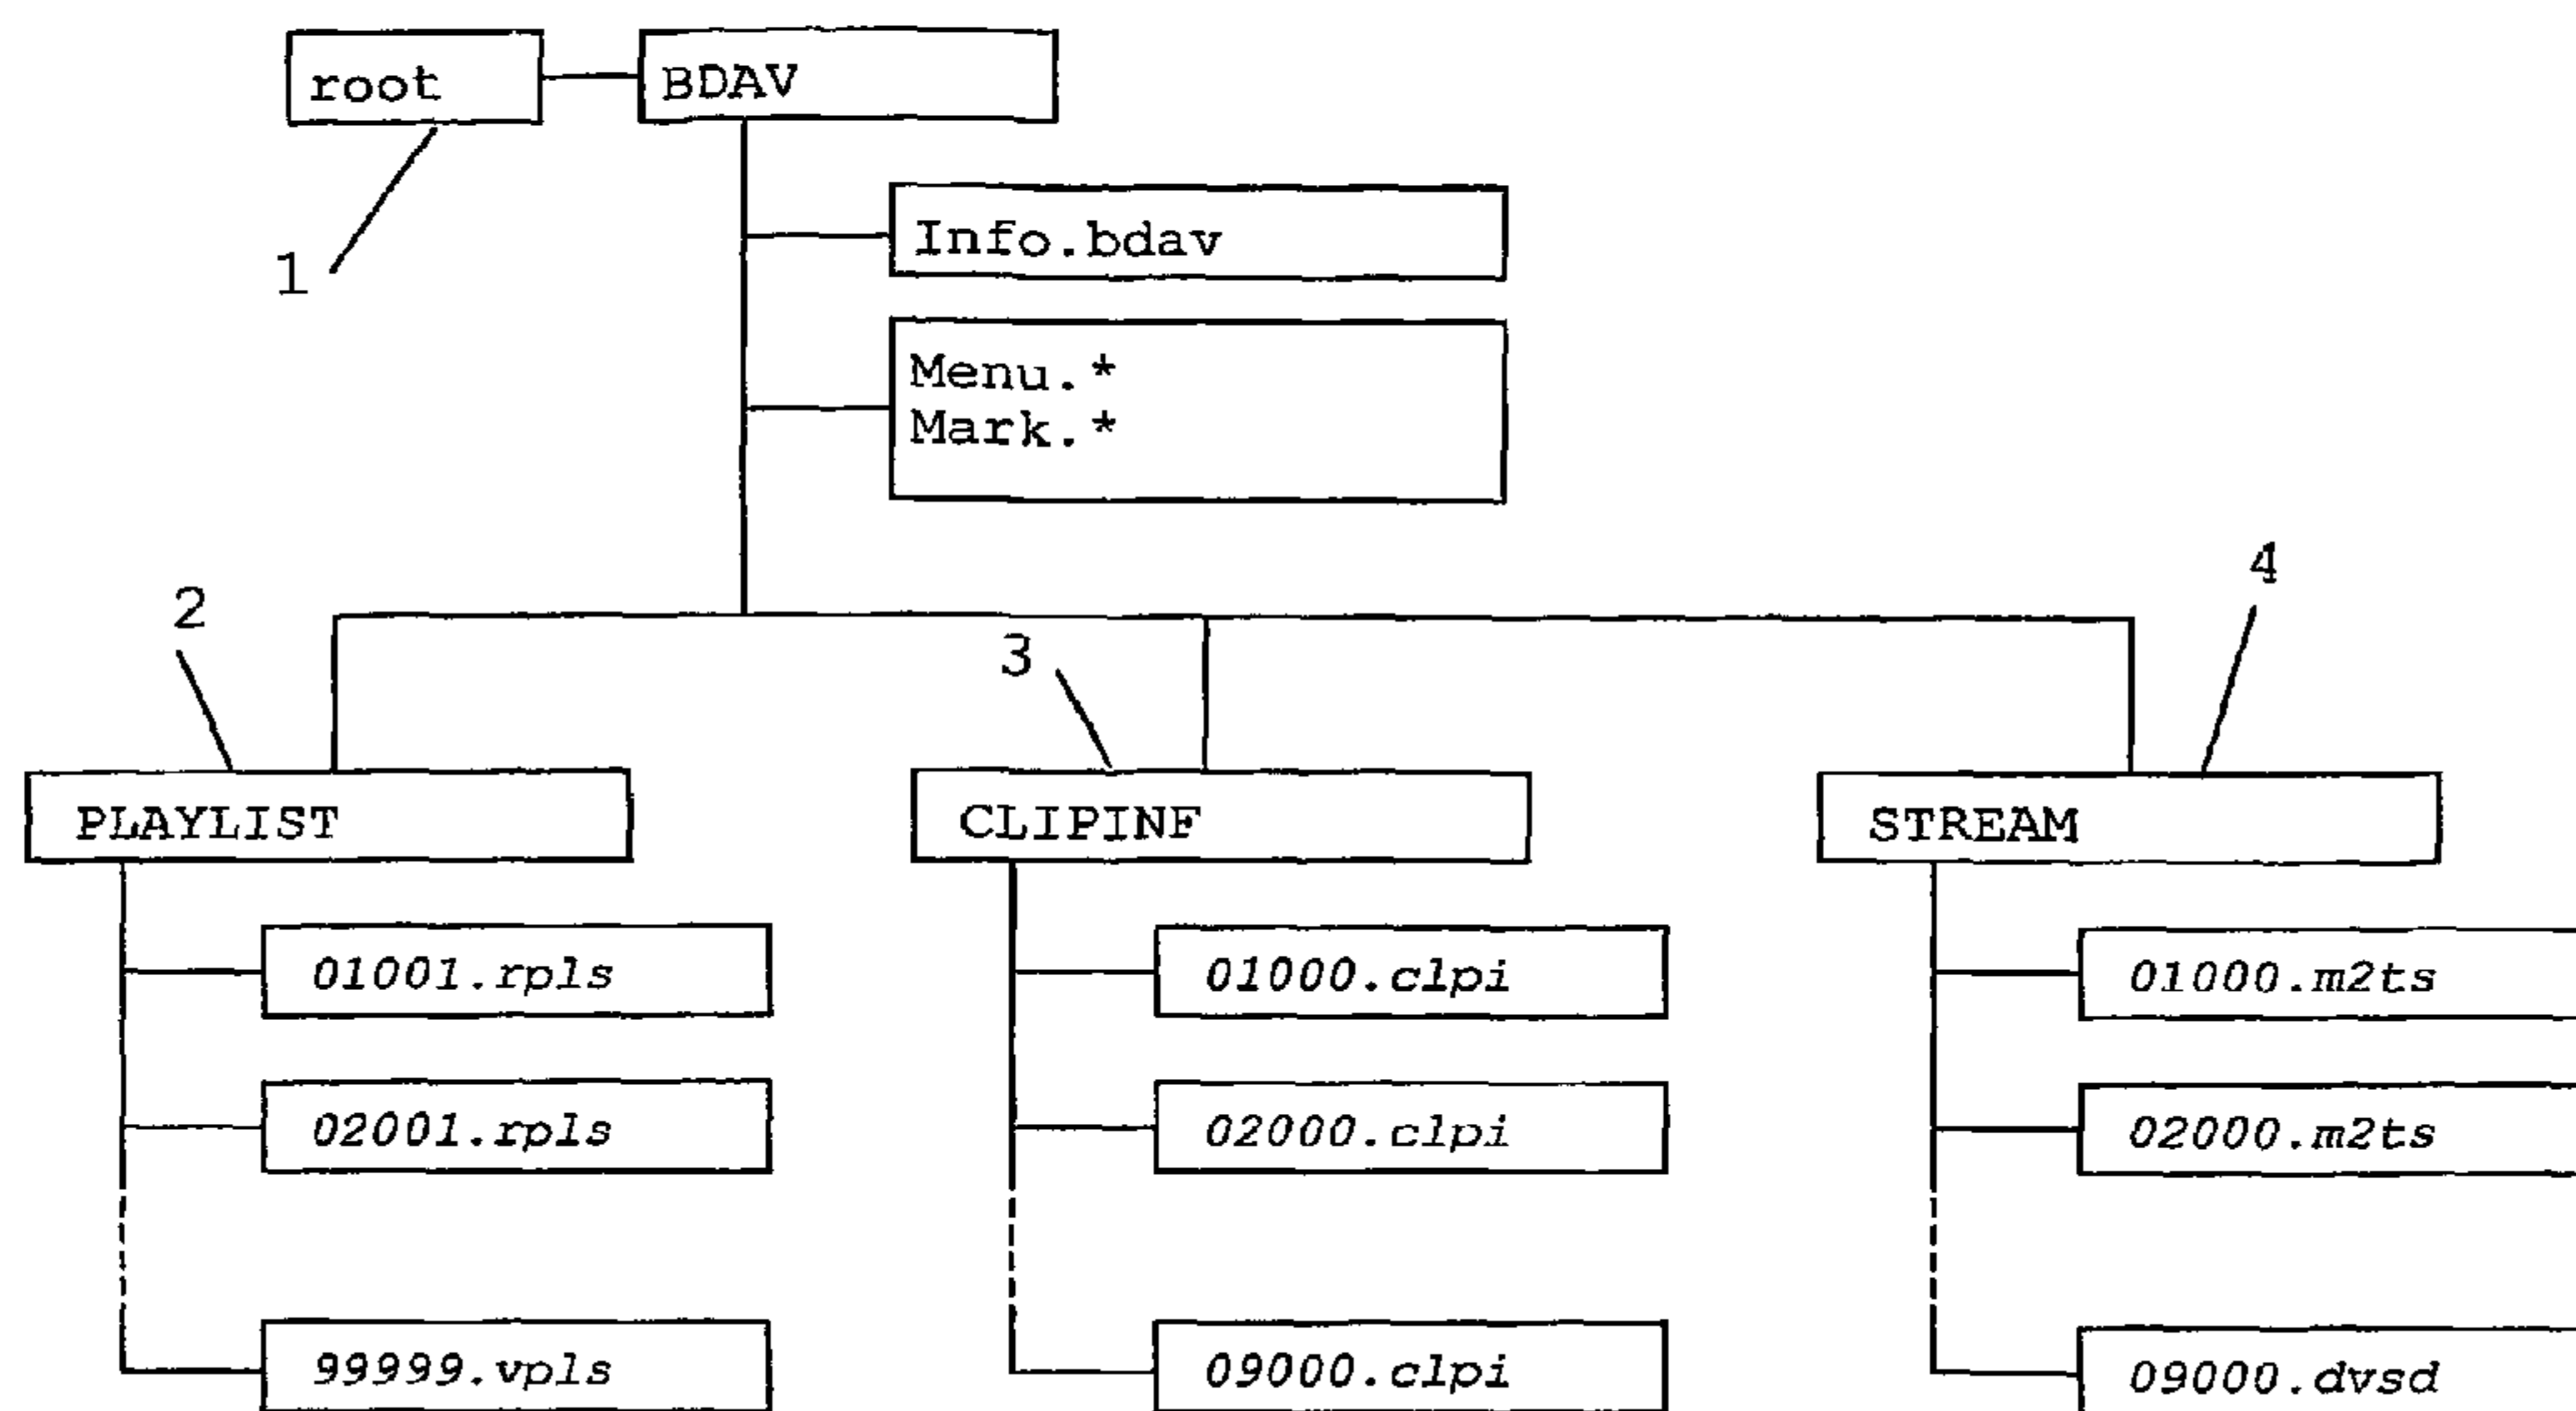 root
BDAV
1
Info.bdav
Menu.*
Mark.*
2
3
4
PLAYLIST
CLIPINF
STREAM
01001.rpls
01000.clpi
01000.m2ts
02001.rpls
02000.clpi
02000.m2ts
99999.vpls
09000.clpi
09000.dvsd